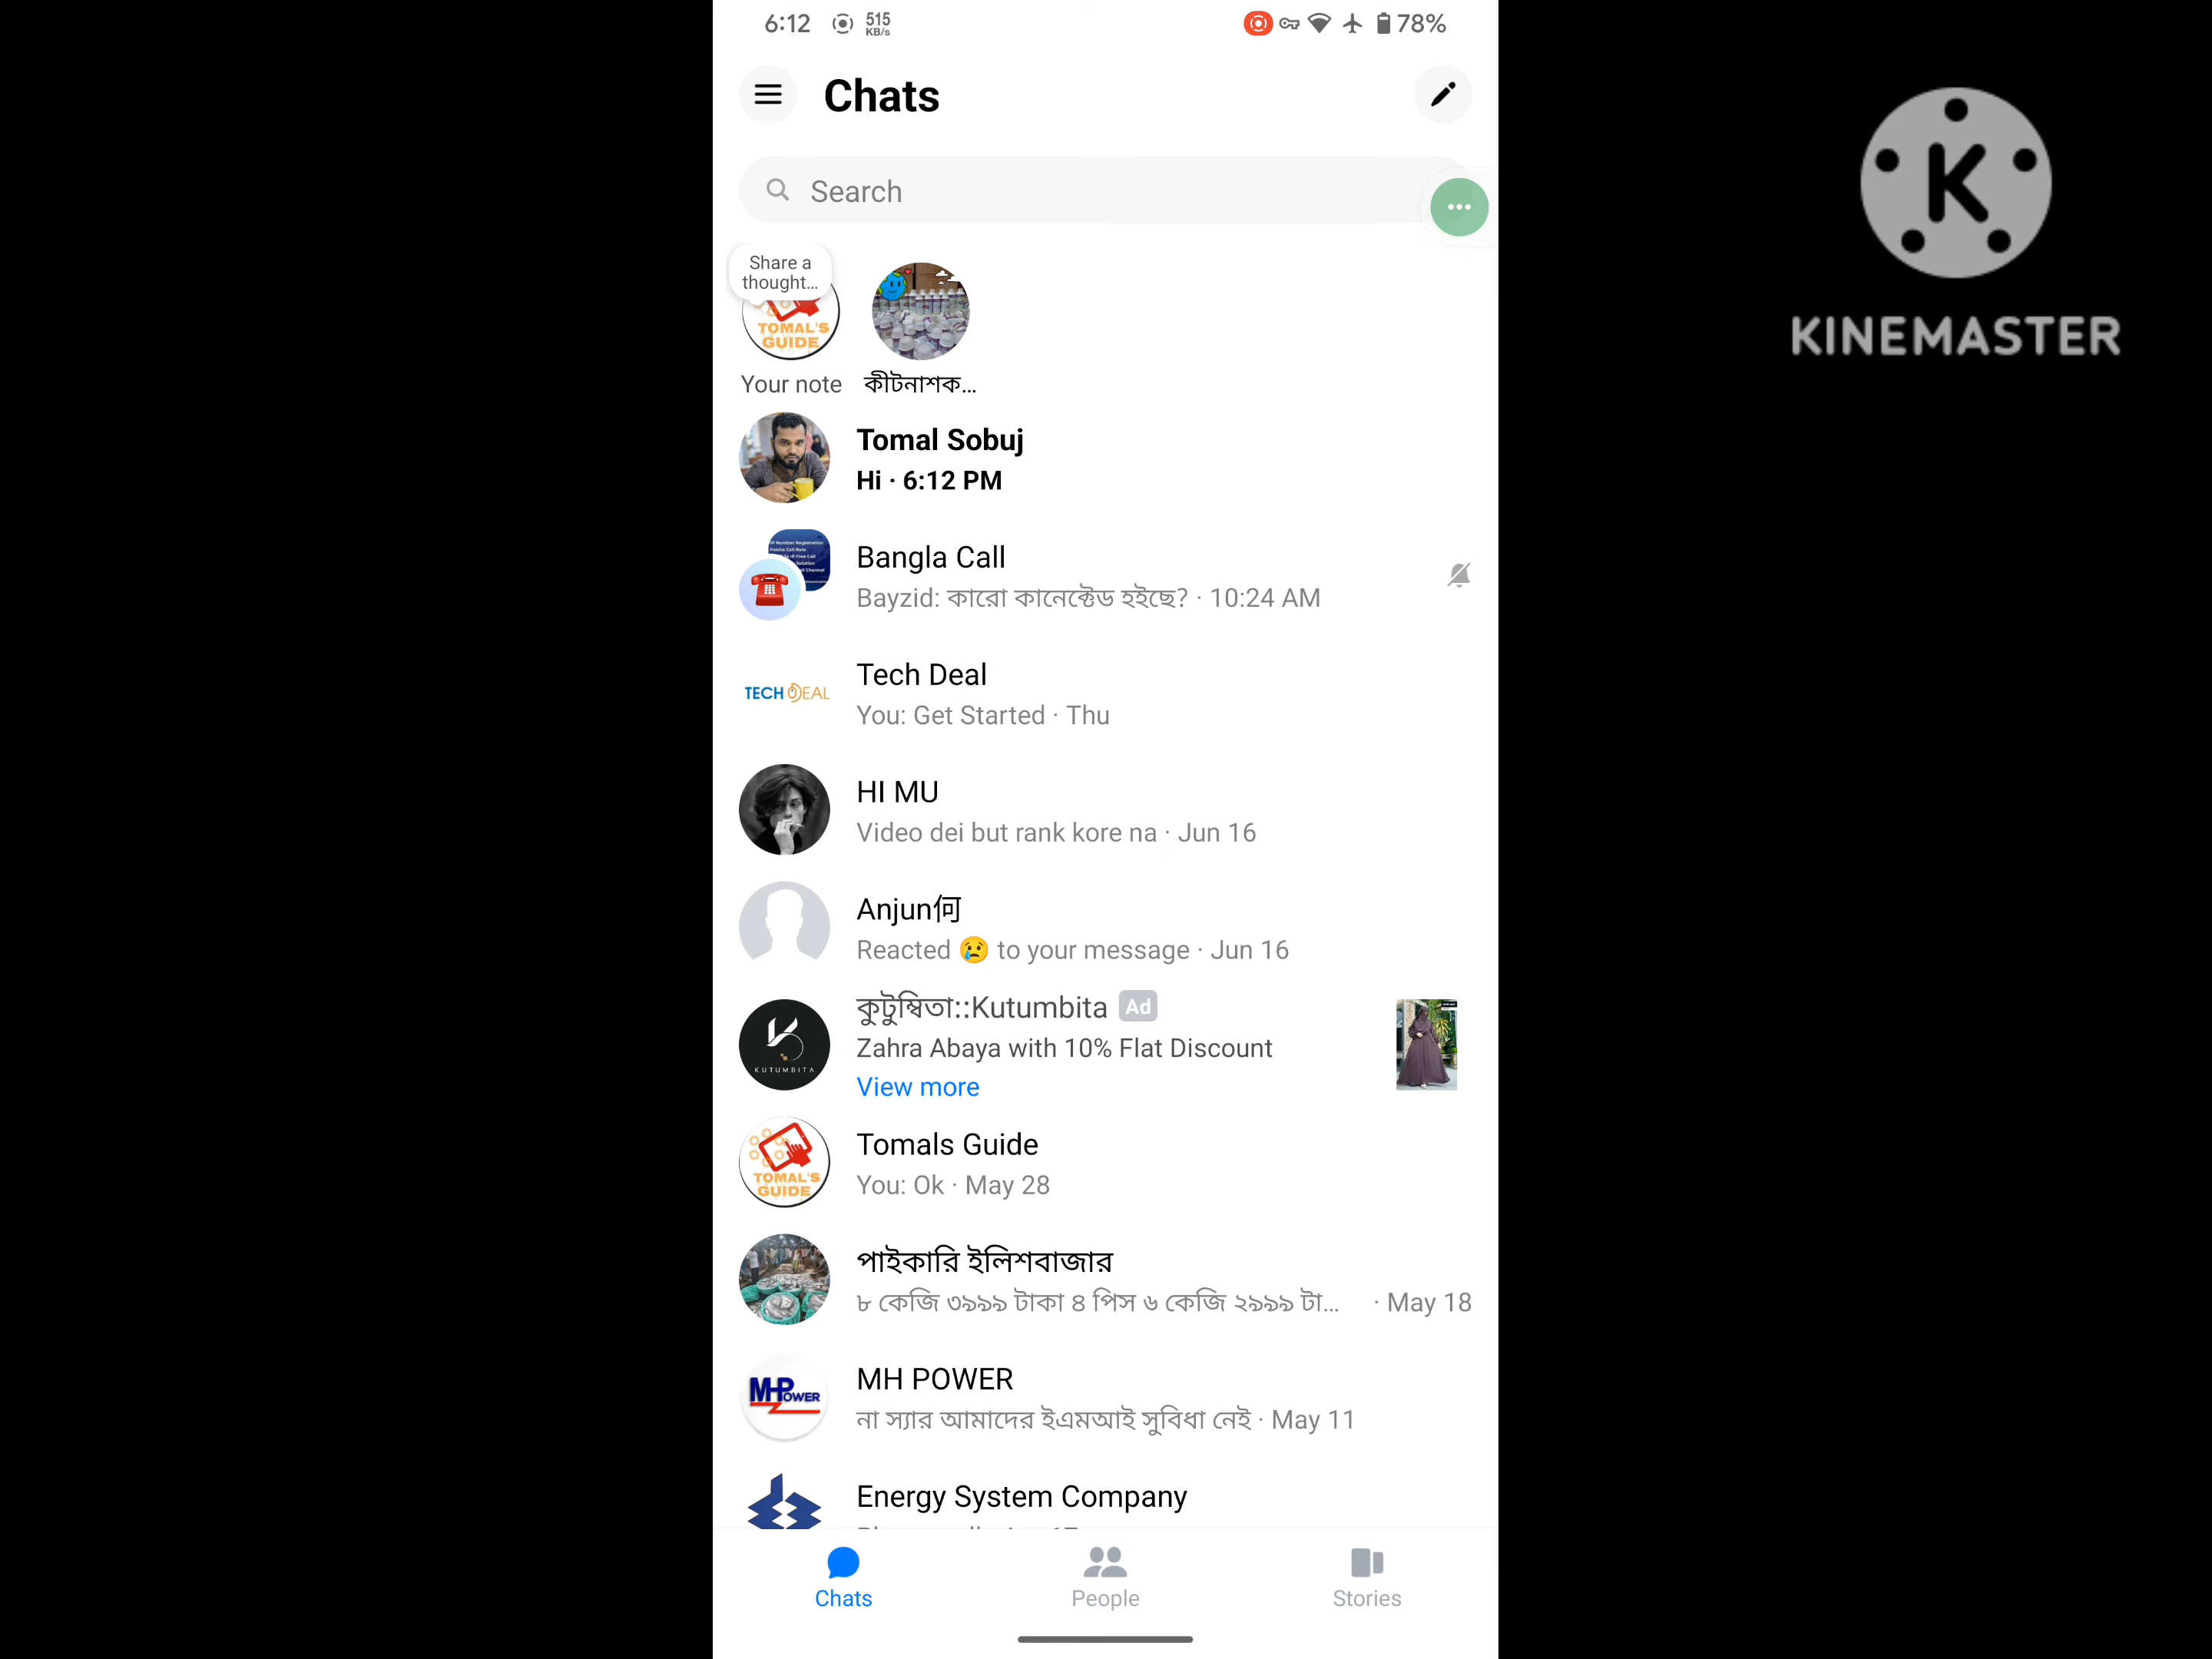 6:12 515 KB/s 78%
Chats
Search
Share a
thought...
TOMAL'S
GUIDE
Your note কীটনাশক...
Tomal Sobuj
Hi · 6:12 PM
Bangla Call
Bayzid: কারো কানেক্টেড হইছে? · 10:24 AM
TECH DEAL
Tech Deal
You: Get Started · Thu
HI MU
Video dei but rank kore na · Jun 16
Anjun何
Reacted 😢 to your message · Jun 16
কুটুম্বিতা::Kutumbita Ad
Zahra Abaya with 10% Flat Discount
View more
KUTUMBITA
Tomals Guide
You: Ok · May 28
TOMAL'S
GUIDE
পাইকারি ইলিশবাজার
৮ কেজি ৩৯৯৯ টাকা ৪ পিস ৬ কেজি ২৯৯৯ টা... · May 18
MHPOWER
MH POWER
না স্যার আমাদের ইএমআই সুবিধা নেই · May 11
Energy System Company
Chats People Stories
K
KINEMASTER